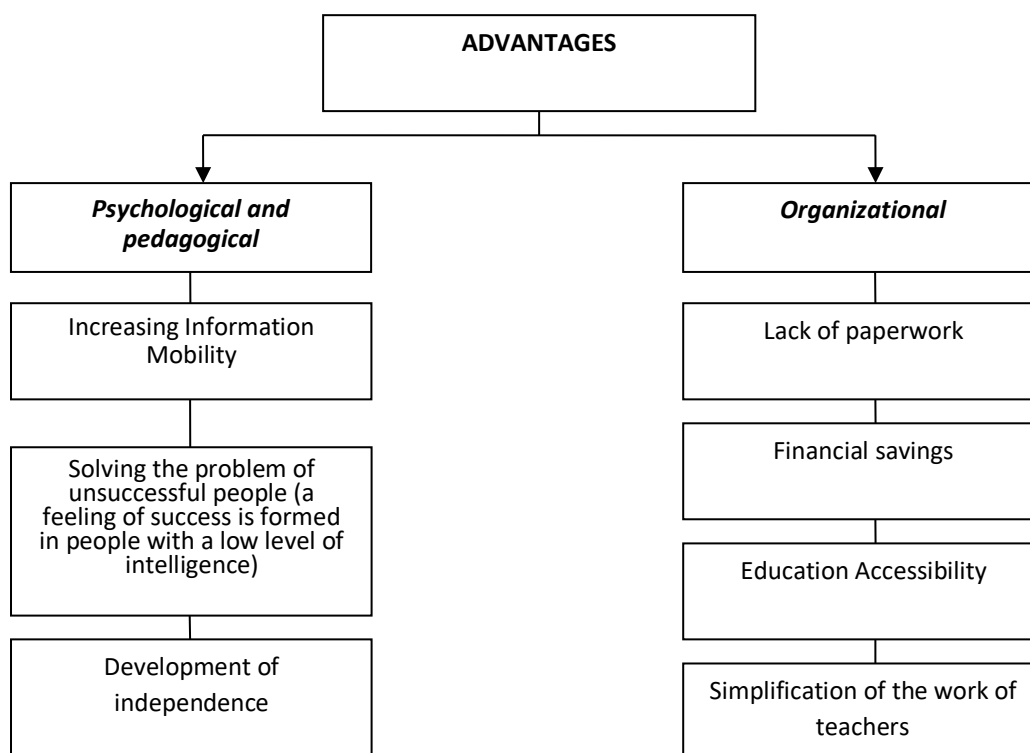 ADVANTAGES
Psychological and
pedagogical
Increasing Information
Mobility
Solving the problem of
unsuccessful people (a
feeling of success is formed
in people with a low level of
intelligence)
Development of
independence
Organizational
Lack of paperwork
Financial savings
Education Accessibility
Simplification of the work of
teachers